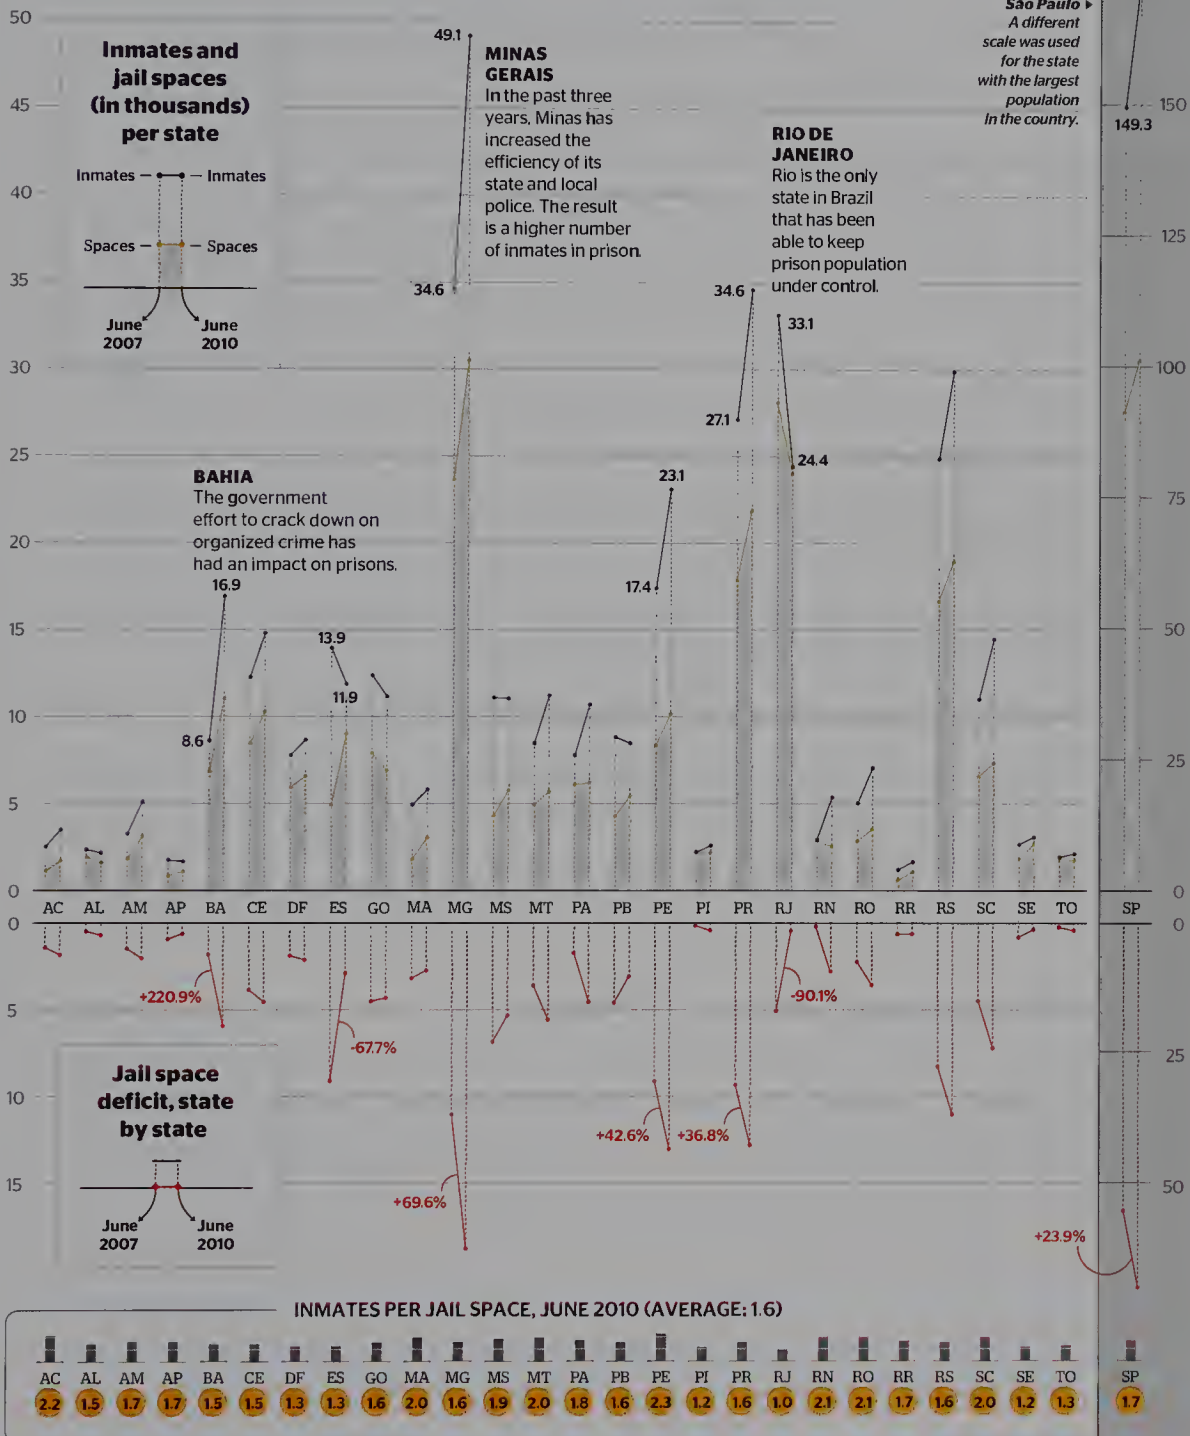 50
45
40
35
30
25
20
15
10
5
0
Inmates and
jail spaces
(in thousands)
per state
Inmates
Inmates
Spaces
Spaces
June
2007
June
2010
49.1
34.6
MINAS
GERAIS
In the past three
years, Minas has
increased the
efficiency of its
state and local
police. The result
is a higher number
of inmates in prison.
RIO DE
JANEIRO
Rio is the only
state in Brazil
that has been
able to keep
prison population
under control.
São Paulo
A different
scale was used
for the state
with the largest
population
in the country.
149.3
150
125
100
75
50
25
0
34.6
27.1
33.1
24.4
23.1
17.4
BAHIA
The government
effort to crack down on
organized crime has
had an impact on prisons.
16.9
8.6
13.9
11.9
AC AL AM AP BA CE DF ES GO MA MG MS MT PA PB PE PI PR RJ RN RO RR RS SC SE TO SP
0
5
10
15
0
25
50
+220.9%
-67.7%
+69.6%
+42.6%
+36.8%
-90.1%
+23.9%
Jail space
deficit, state
by state
June
2007
June
2010
INMATES PER JAIL SPACE, JUNE 2010 (AVERAGE: 1.6)
AC AL AM AP BA CE DF ES GO MA MG MS MT PA PB PE PI PR RJ RN RO RR RS SC SE TO SP
2.2 1.5 1.7 1.7 1.5 1.5 1.3 1.3 1.6 2.0 1.6 1.9 2.0 1.8 1.6 2.3 1.2 1.6 1.0 2.1 2.1 1.7 1.6 2.0 1.2 1.3 1.7